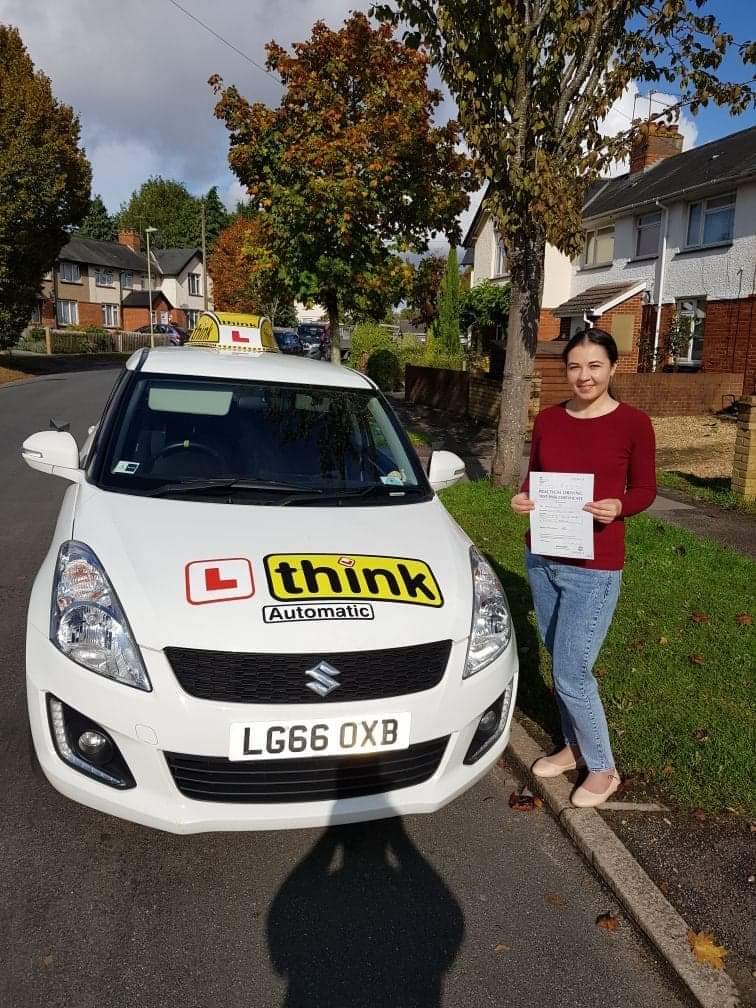 think
L
L
think
Automatic
LG66 OXB
PRACTICAL DRIVING
TEST PASS CERTIFICATE